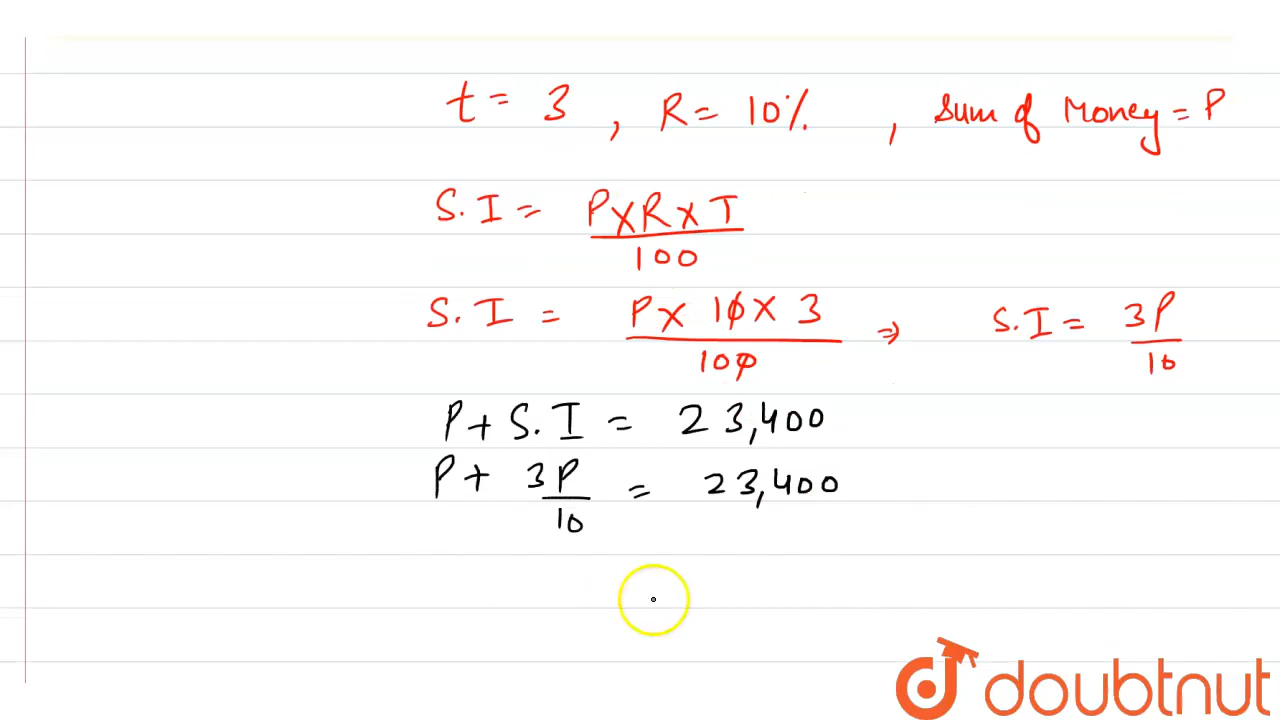 t = 3 , R = 10% , Sum of Money = P
S.I = P×R×T/100
S.I = P× 10× 3/100 ⇒ S.I = 3P/10
P + S.I = 23,400
P + 3P/10 = 23,400
doubtnut